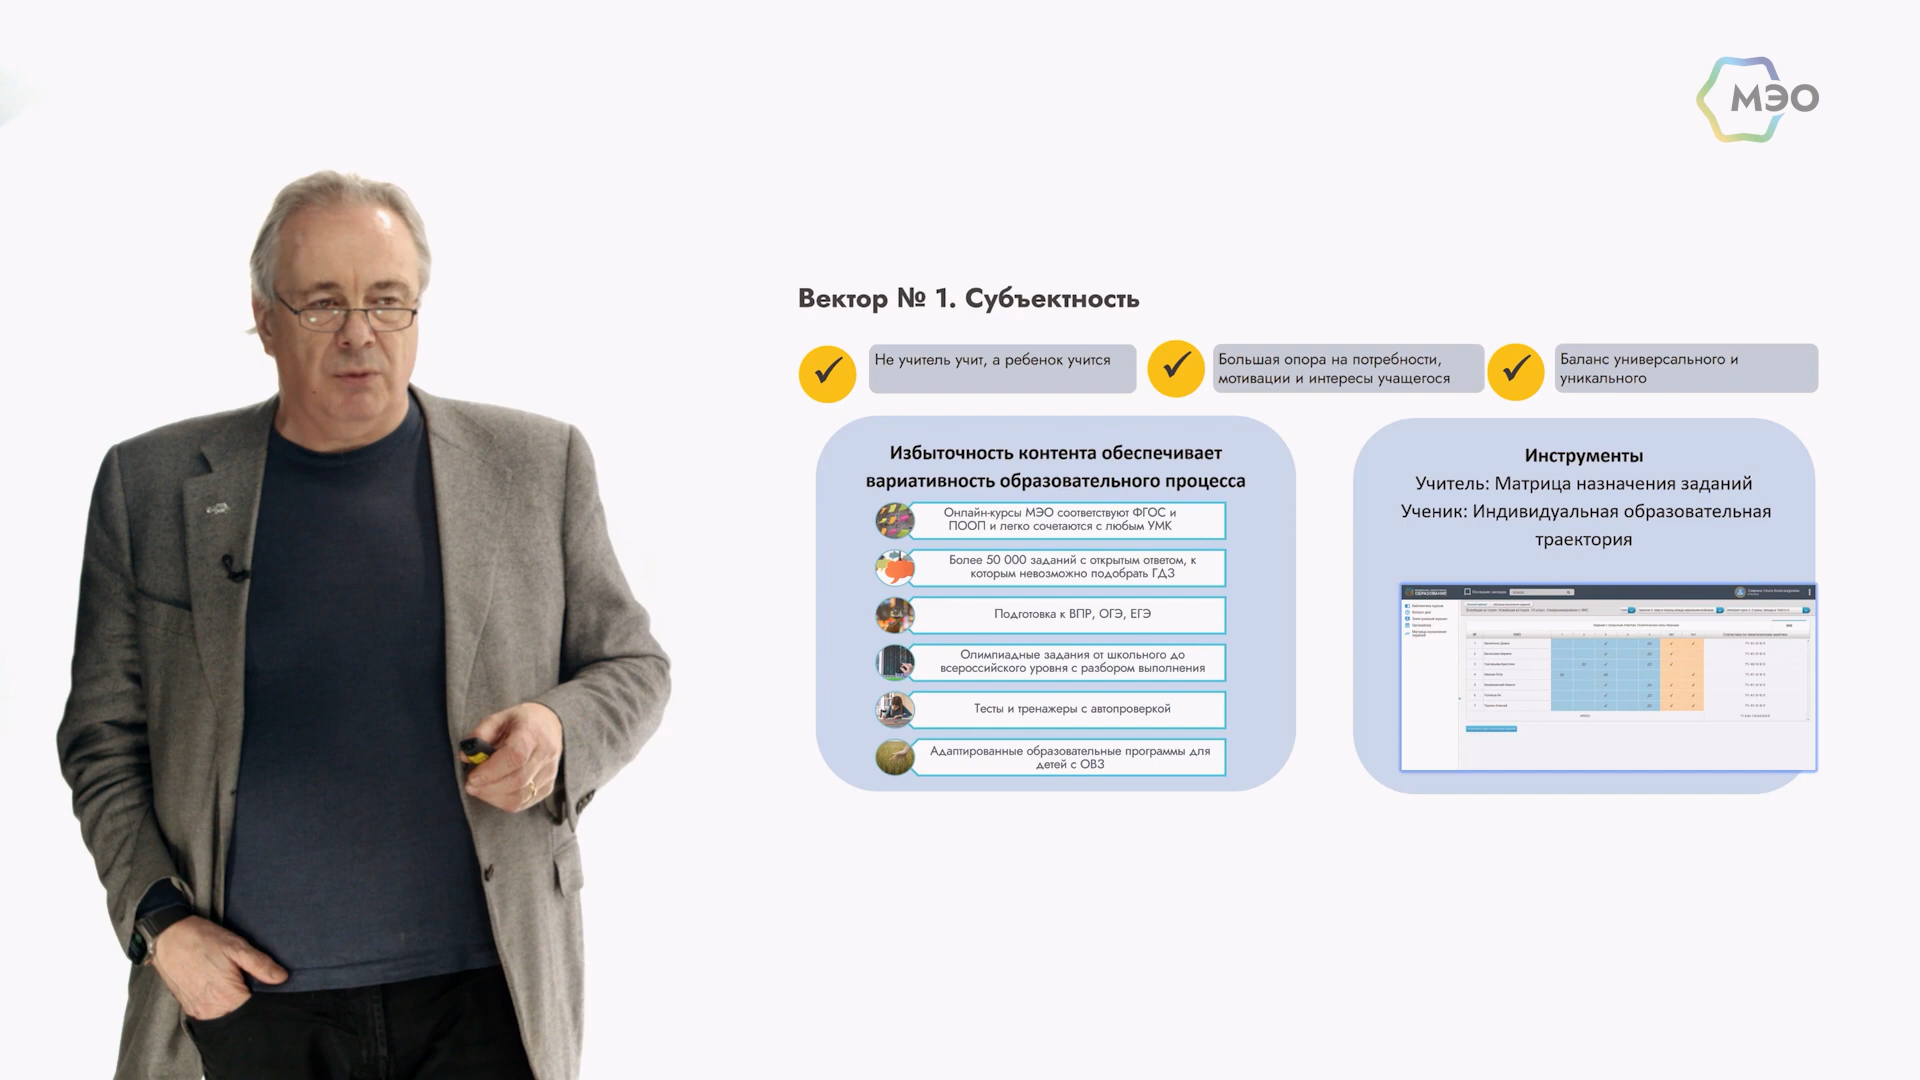 МЭО
Вектор № 1. Субъектность
Не учитель учит, а ребенок учится
Большая опора на потребности,
мотивации и интересы учащегося
Баланс универсального и
уникального
Избыточность контента обеспечивает
вариативность образовательного процесса
Онлайн-курсы МЭО соответствуют ФГОС и
ПООП и легко сочетаются с любым УМК
Более 50 000 заданий с открытым ответом, к
которым невозможно подобрать ГДЗ
Подготовка к ВПР, ОГЭ, ЕГЭ
Олимпиадные задания от школьного до
всероссийского уровня с разбором выполнения
Тесты и тренажеры с автопроверкой
Адаптированные образовательные программы для
детей с ОВЗ
Инструменты
Учитель: Матрица назначения заданий
Ученик: Индивидуальная образовательная
траектория
ОБРАЗОВАНИЕ